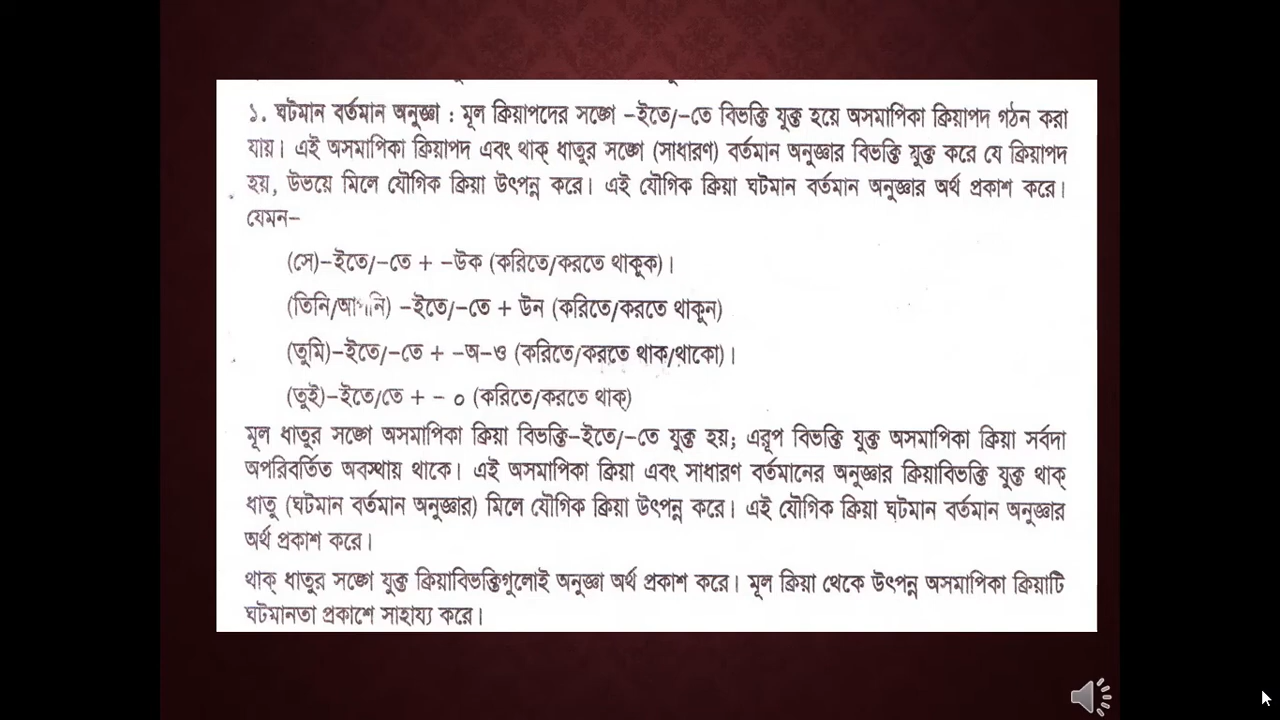 ১. ঘটমান বর্তমান অনুজ্ঞা : মূল ক্রিয়াপদের সঙ্গে -ইতে/-তে বিভক্তি যুক্ত হয়ে অসমাপিকা ক্রিয়াপদ গঠন করা
যায়। এই অসমাপিকা ক্রিয়াপদ এবং থাক্ ধাতুর সঙ্গে (সাধারণ) বর্তমান অনুজ্ঞার বিভক্তি যুক্ত করে যে ক্রিয়াপদ
হয়, উভয়ে মিলে যৌগিক ক্রিয়া উৎপন্ন করে। এই যৌগিক ক্রিয়া ঘটমান বর্তমান অনুজ্ঞার অর্থ প্রকাশ করে।
যেমন-
(সে)-ইতে/-তে + -উক (করিতে/করতে থাকুক)।
(তিনি/আপনি) -ইতে/-তে + উন (করিতে/করতে থাকুন)
(তুমি)-ইতে/-তে + -অ-ও (করিতে/করতে থাক/থাকো)।
(তুই)-ইতে/তে + - ০ (করিতে/করতে থাক্)
মূল ধাতুর সঙ্গে অসমাপিকা ক্রিয়া বিভক্তি-ইতে/-তে যুক্ত হয়; এরূপ বিভক্তি যুক্ত অসমাপিকা ক্রিয়া সর্বদা
অপরিবর্তিত অবস্থায় থাকে। এই অসমাপিকা ক্রিয়া এবং সাধারণ বর্তমানের অনুজ্ঞার ক্রিয়াবিভক্তি যুক্ত থাক্
ধাতু (ঘটমান বর্তমান অনুজ্ঞার) মিলে যৌগিক ক্রিয়া উৎপন্ন করে। এই যৌগিক ক্রিয়া ঘটমান বর্তমান অনুজ্ঞার
অর্থ প্রকাশ করে।
থাক্ ধাতুর সঙ্গে যুক্ত ক্রিয়াবিভক্তিগুলোই অনুজ্ঞা অর্থ প্রকাশ করে। মূল ক্রিয়া থেকে উৎপন্ন অসমাপিকা ক্রিয়াটি
ঘটমানতা প্রকাশে সাহায্য করে।